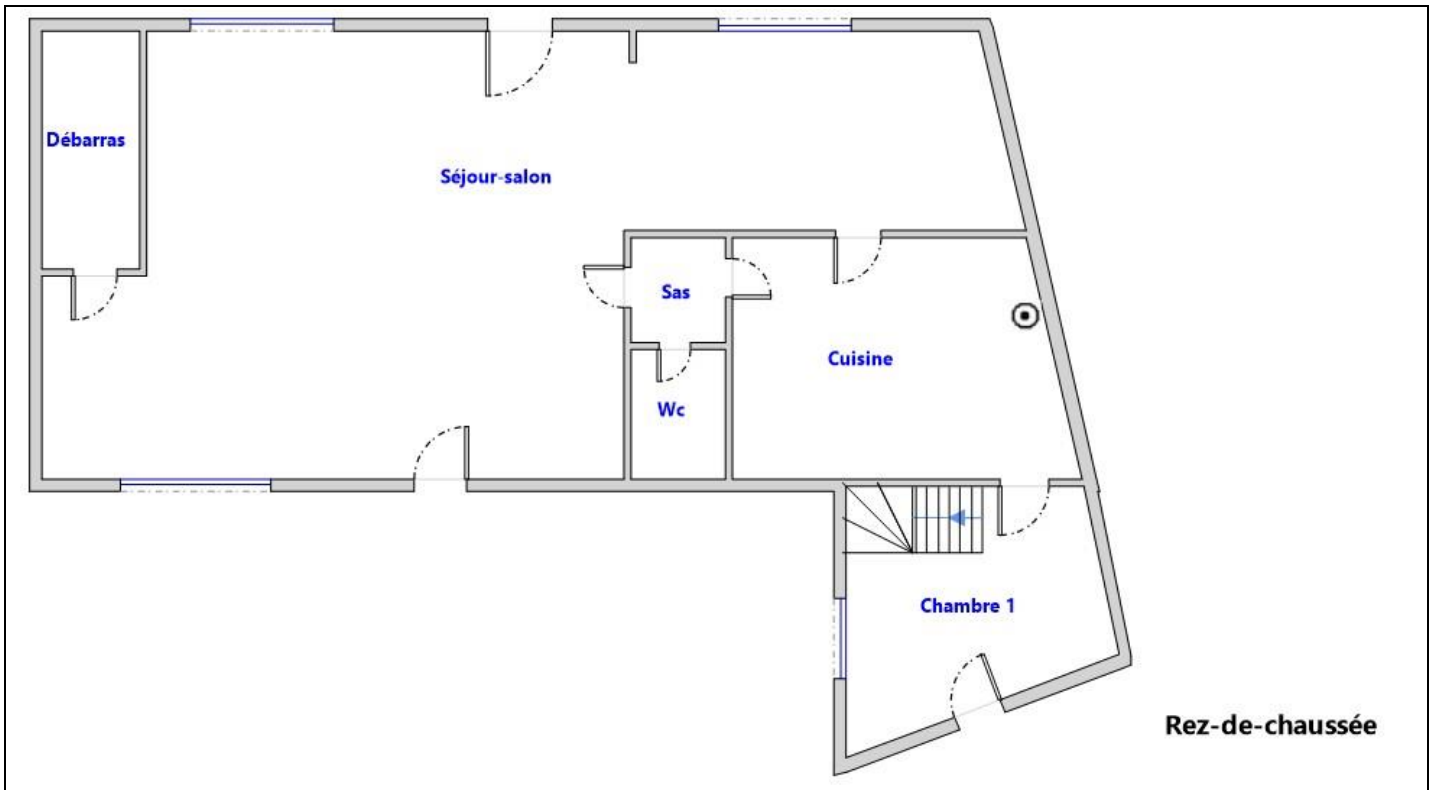 Débarras
Séjour-salon
Sas
Cuisine
Wc
Chambre 1
Rez-de-chaussée